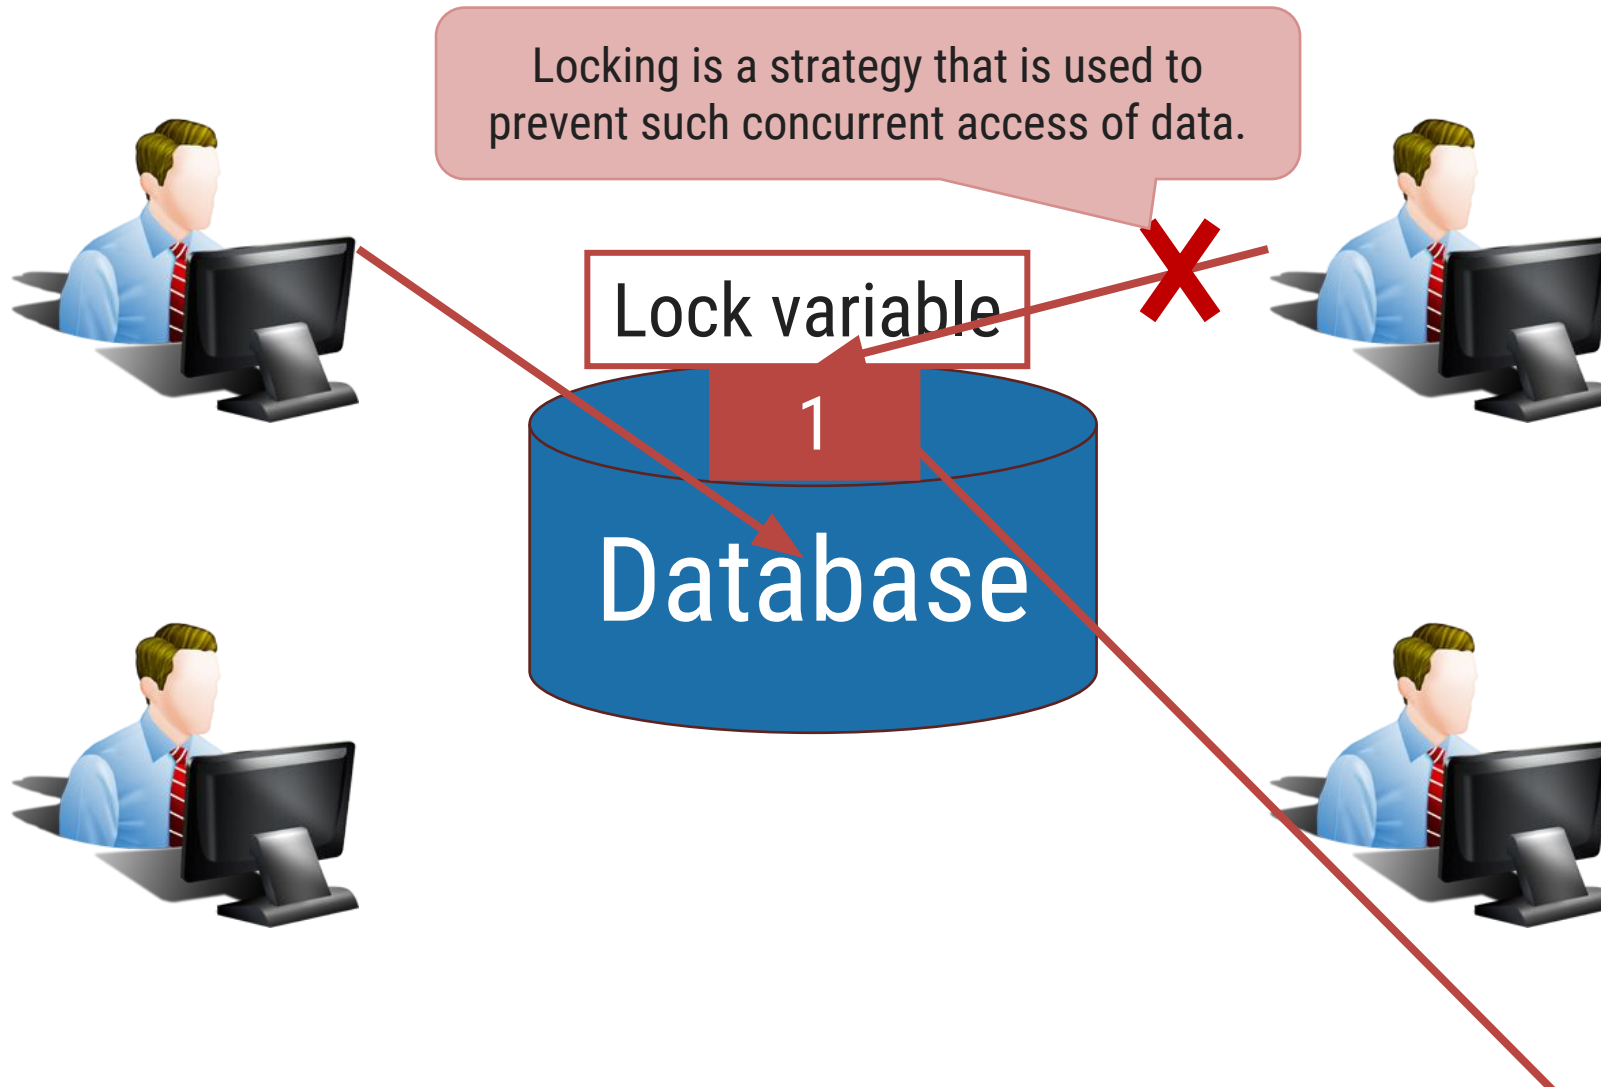 Locking is a strategy that is used to
prevent such concurrent access of data.
Lock variable
1
Database